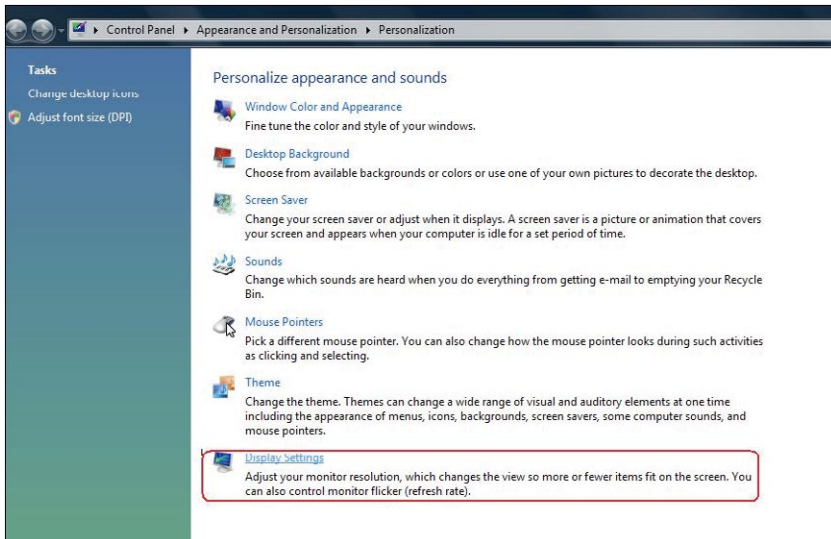 Control Panel ▸ Appearance and Personalization ▸ Personalization
Tasks
Change desktop icons
Adjust font size (DPI)
Personalize appearance and sounds
Window Color and Appearance
Fine tune the color and style of your windows.
Desktop Background
Choose from available backgrounds or colors or use one of your own pictures to decorate the desktop.
Screen Saver
Change your screen saver or adjust when it displays. A screen saver is a picture or animation that covers
your screen and appears when your computer is idle for a set period of time.
Sounds
Change which sounds are heard when you do everything from getting e-mail to emptying your Recycle
Bin.
Mouse Pointers
Pick a different mouse pointer. You can also change how the mouse pointer looks during such activities
as clicking and selecting.
Theme
Change the theme. Themes can change a wide range of visual and auditory elements at one time
including the appearance of menus, icons, backgrounds, screen savers, some computer sounds, and
mouse pointers.
Display Settings
Adjust your monitor resolution, which changes the view so more or fewer items fit on the screen. You
can also control monitor flicker (refresh rate).